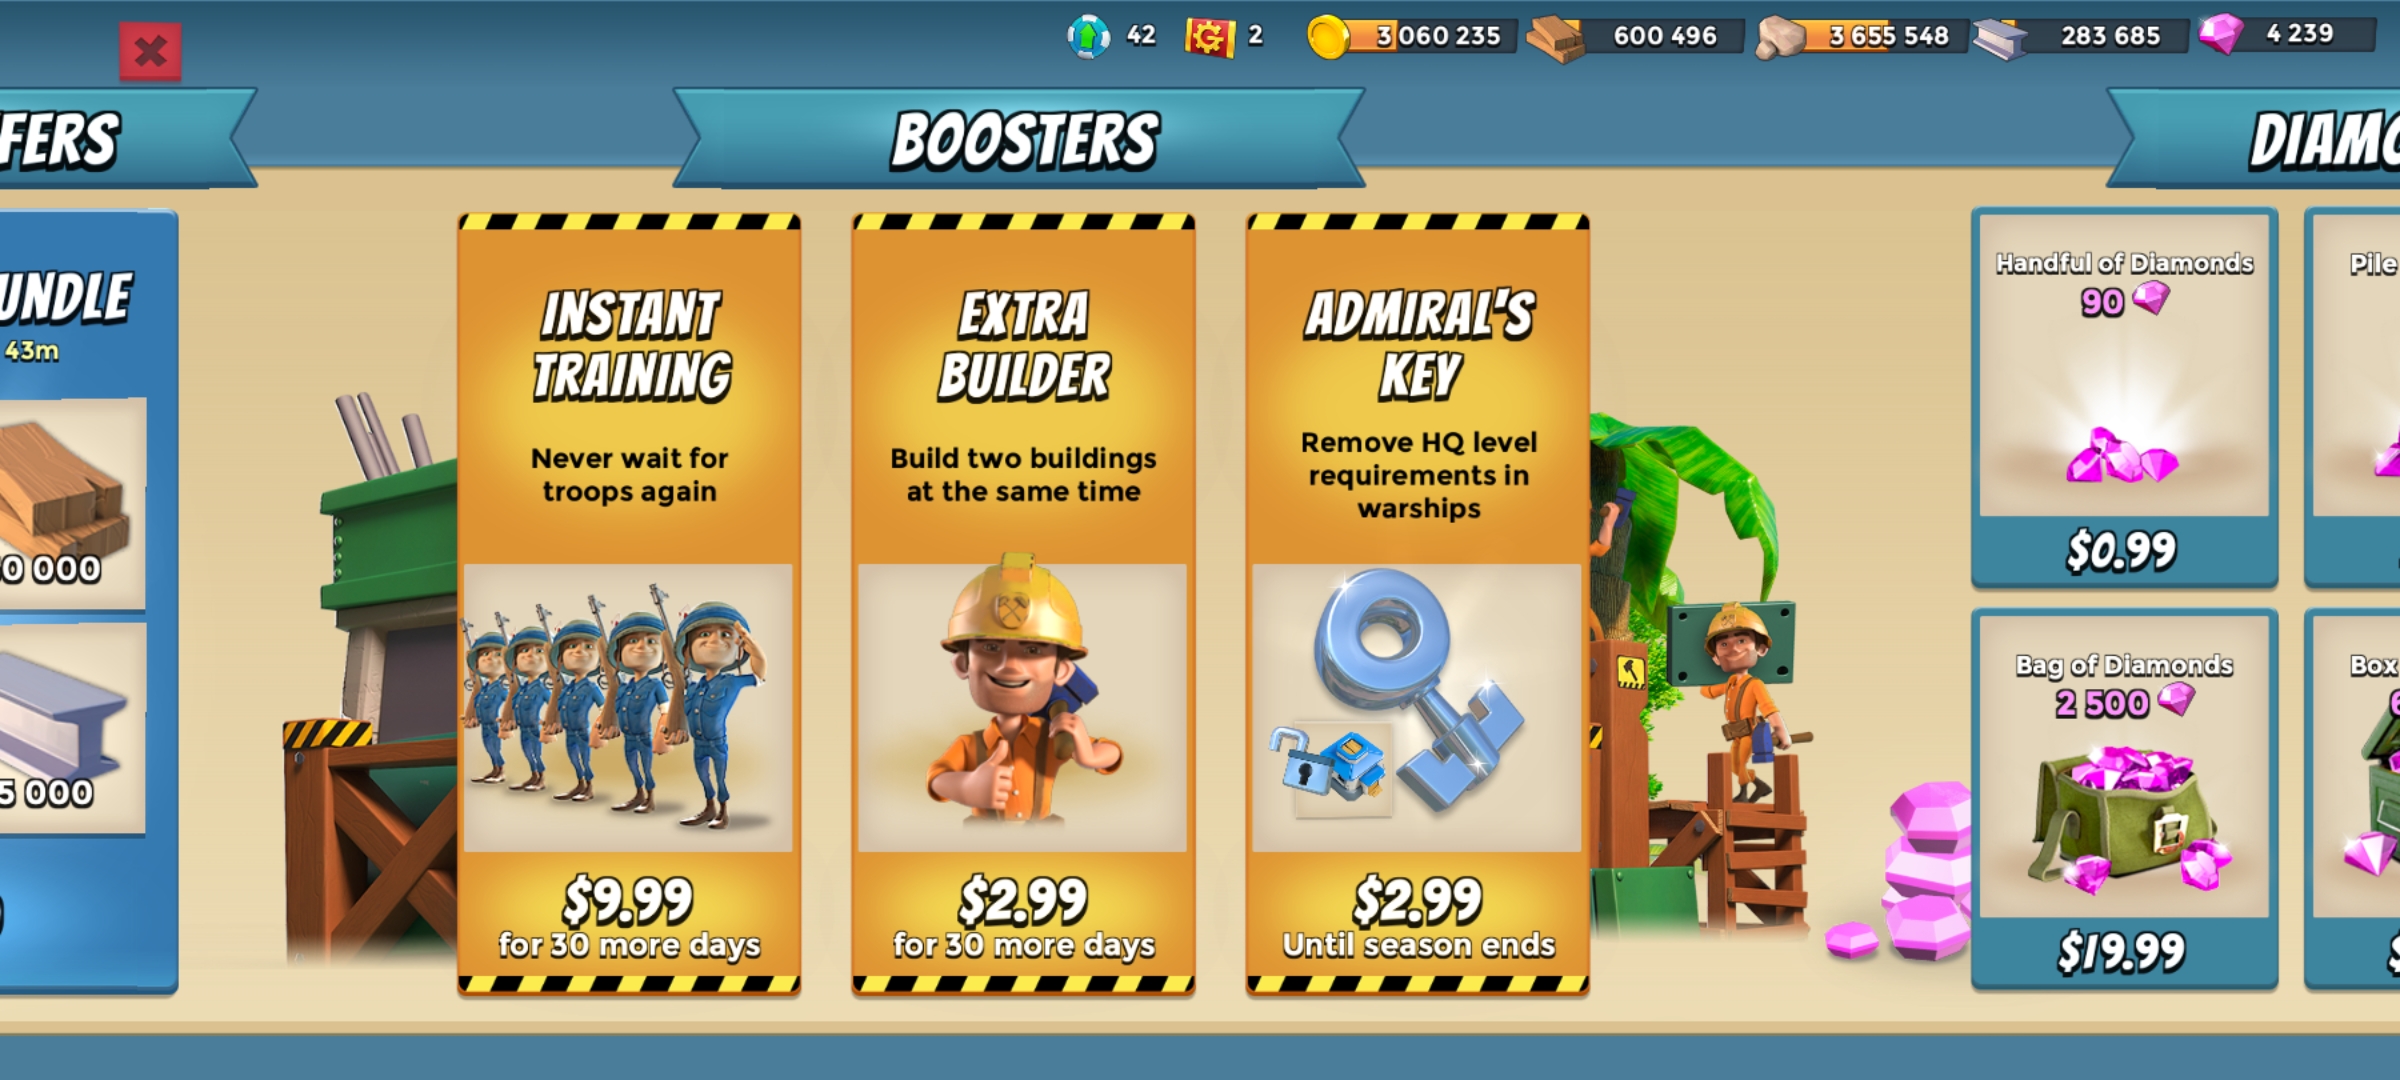 42
2
3 060 235
600 496
3 655 548
283 685
4 239
FERS
BOOSTERS
DIAMO
UNDLE
43m
0 000
5 000
INSTANT
TRAINING
Never wait for
troops again
$9.99
for 30 more days
EXTRA
BUILDER
Build two buildings
at the same time
$2.99
for 30 more days
ADMIRAL'S
KEY
Remove HQ level
requirements in
warships
$2.99
Until season ends
Handful of Diamonds
90
$0.99
Pile
Bag of Diamonds
2 500
$19.99
Box